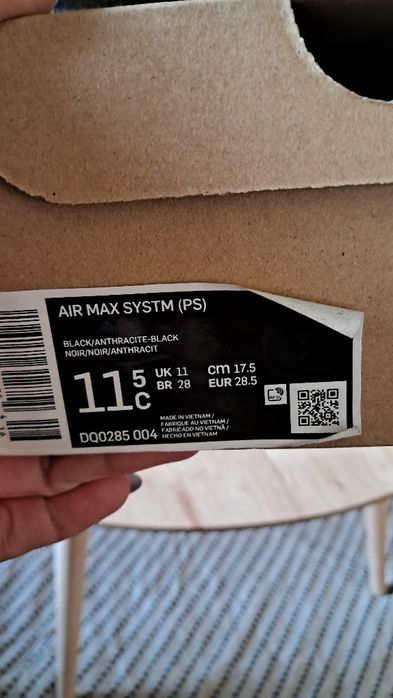 AIR MAX SYSTM (PS)
BLACK/ANTHRACITE-BLACK
NOIR/NOIR/ANTHRACIT
11 5 C
UK 11 CM 17.5
BR 28 EUR 28.5
MADE IN VIETNAM /
FABRIQUE AU VIETNAM /
FABRICADO NO VIETNÃ /
HECHO EN VIETNAM
DQ0285 004